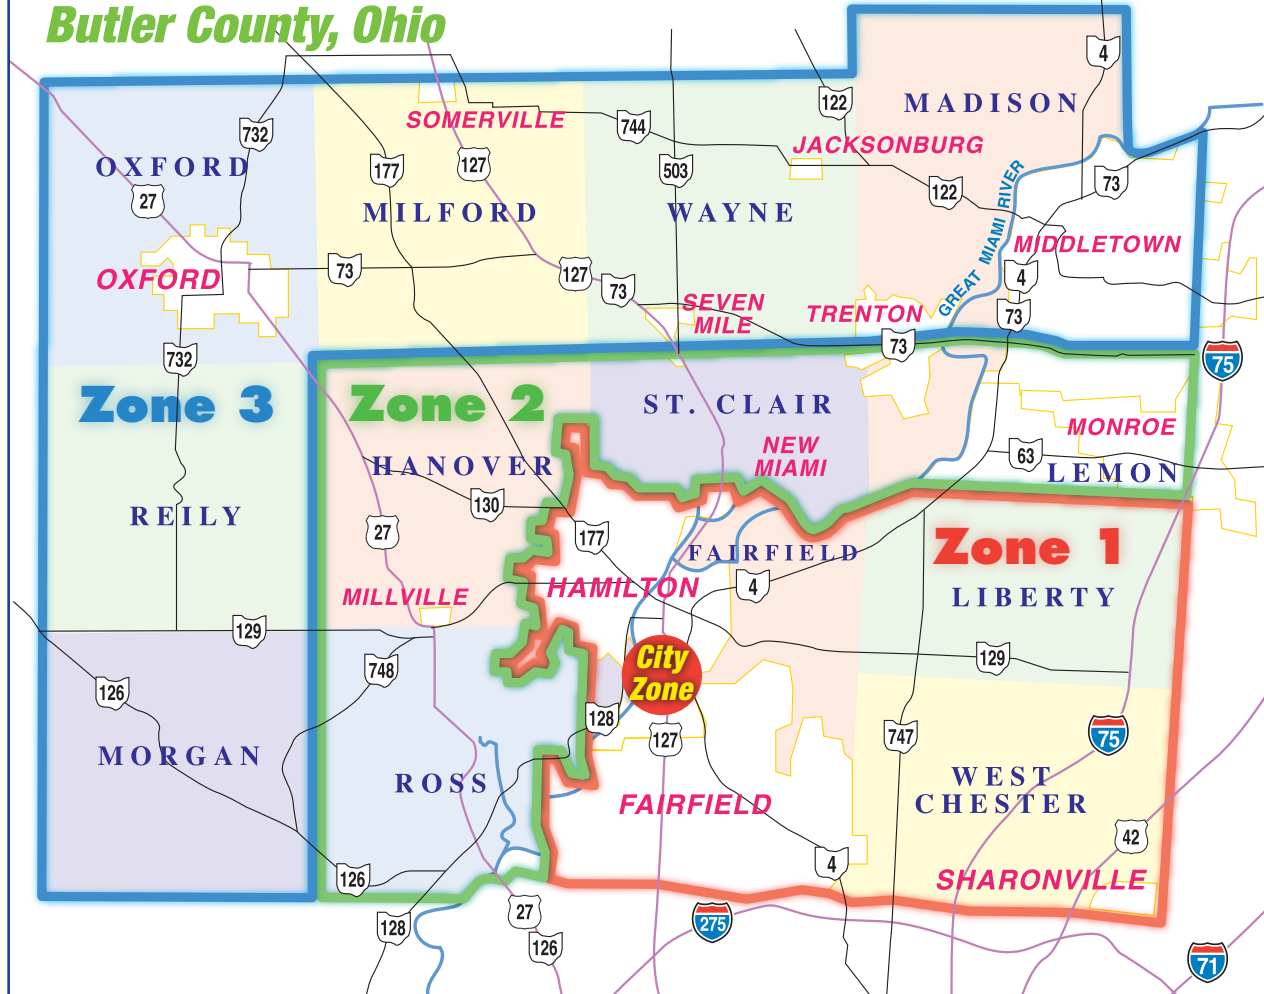 Butler County, Ohio
4
MADISON
122
SOMERVILLE
744
JACKSONBURG
732
OXFORD
177
127
503
122
73
27
MILFORD
WAYNE
GREAT MIAMI RIVER
MIDDLETOWN
OXFORD
73
127
73
4
SEVEN
MILE
TRENTON
73
73
732
75
Zone 3
Zone 2
ST. CLAIR
MONROE
NEW
MIAMI
HANOVER
63
LEMON
130
REILY
27
177
FAIRFIELD
Zone 1
MILLVILLE
HAMILTON
4
LIBERTY
129
748
City
Zone
129
126
128
127
747
75
MORGAN
ROSS
WEST
CHESTER
FAIRFIELD
42
4
126
SHARONVILLE
128
27
275
126
71